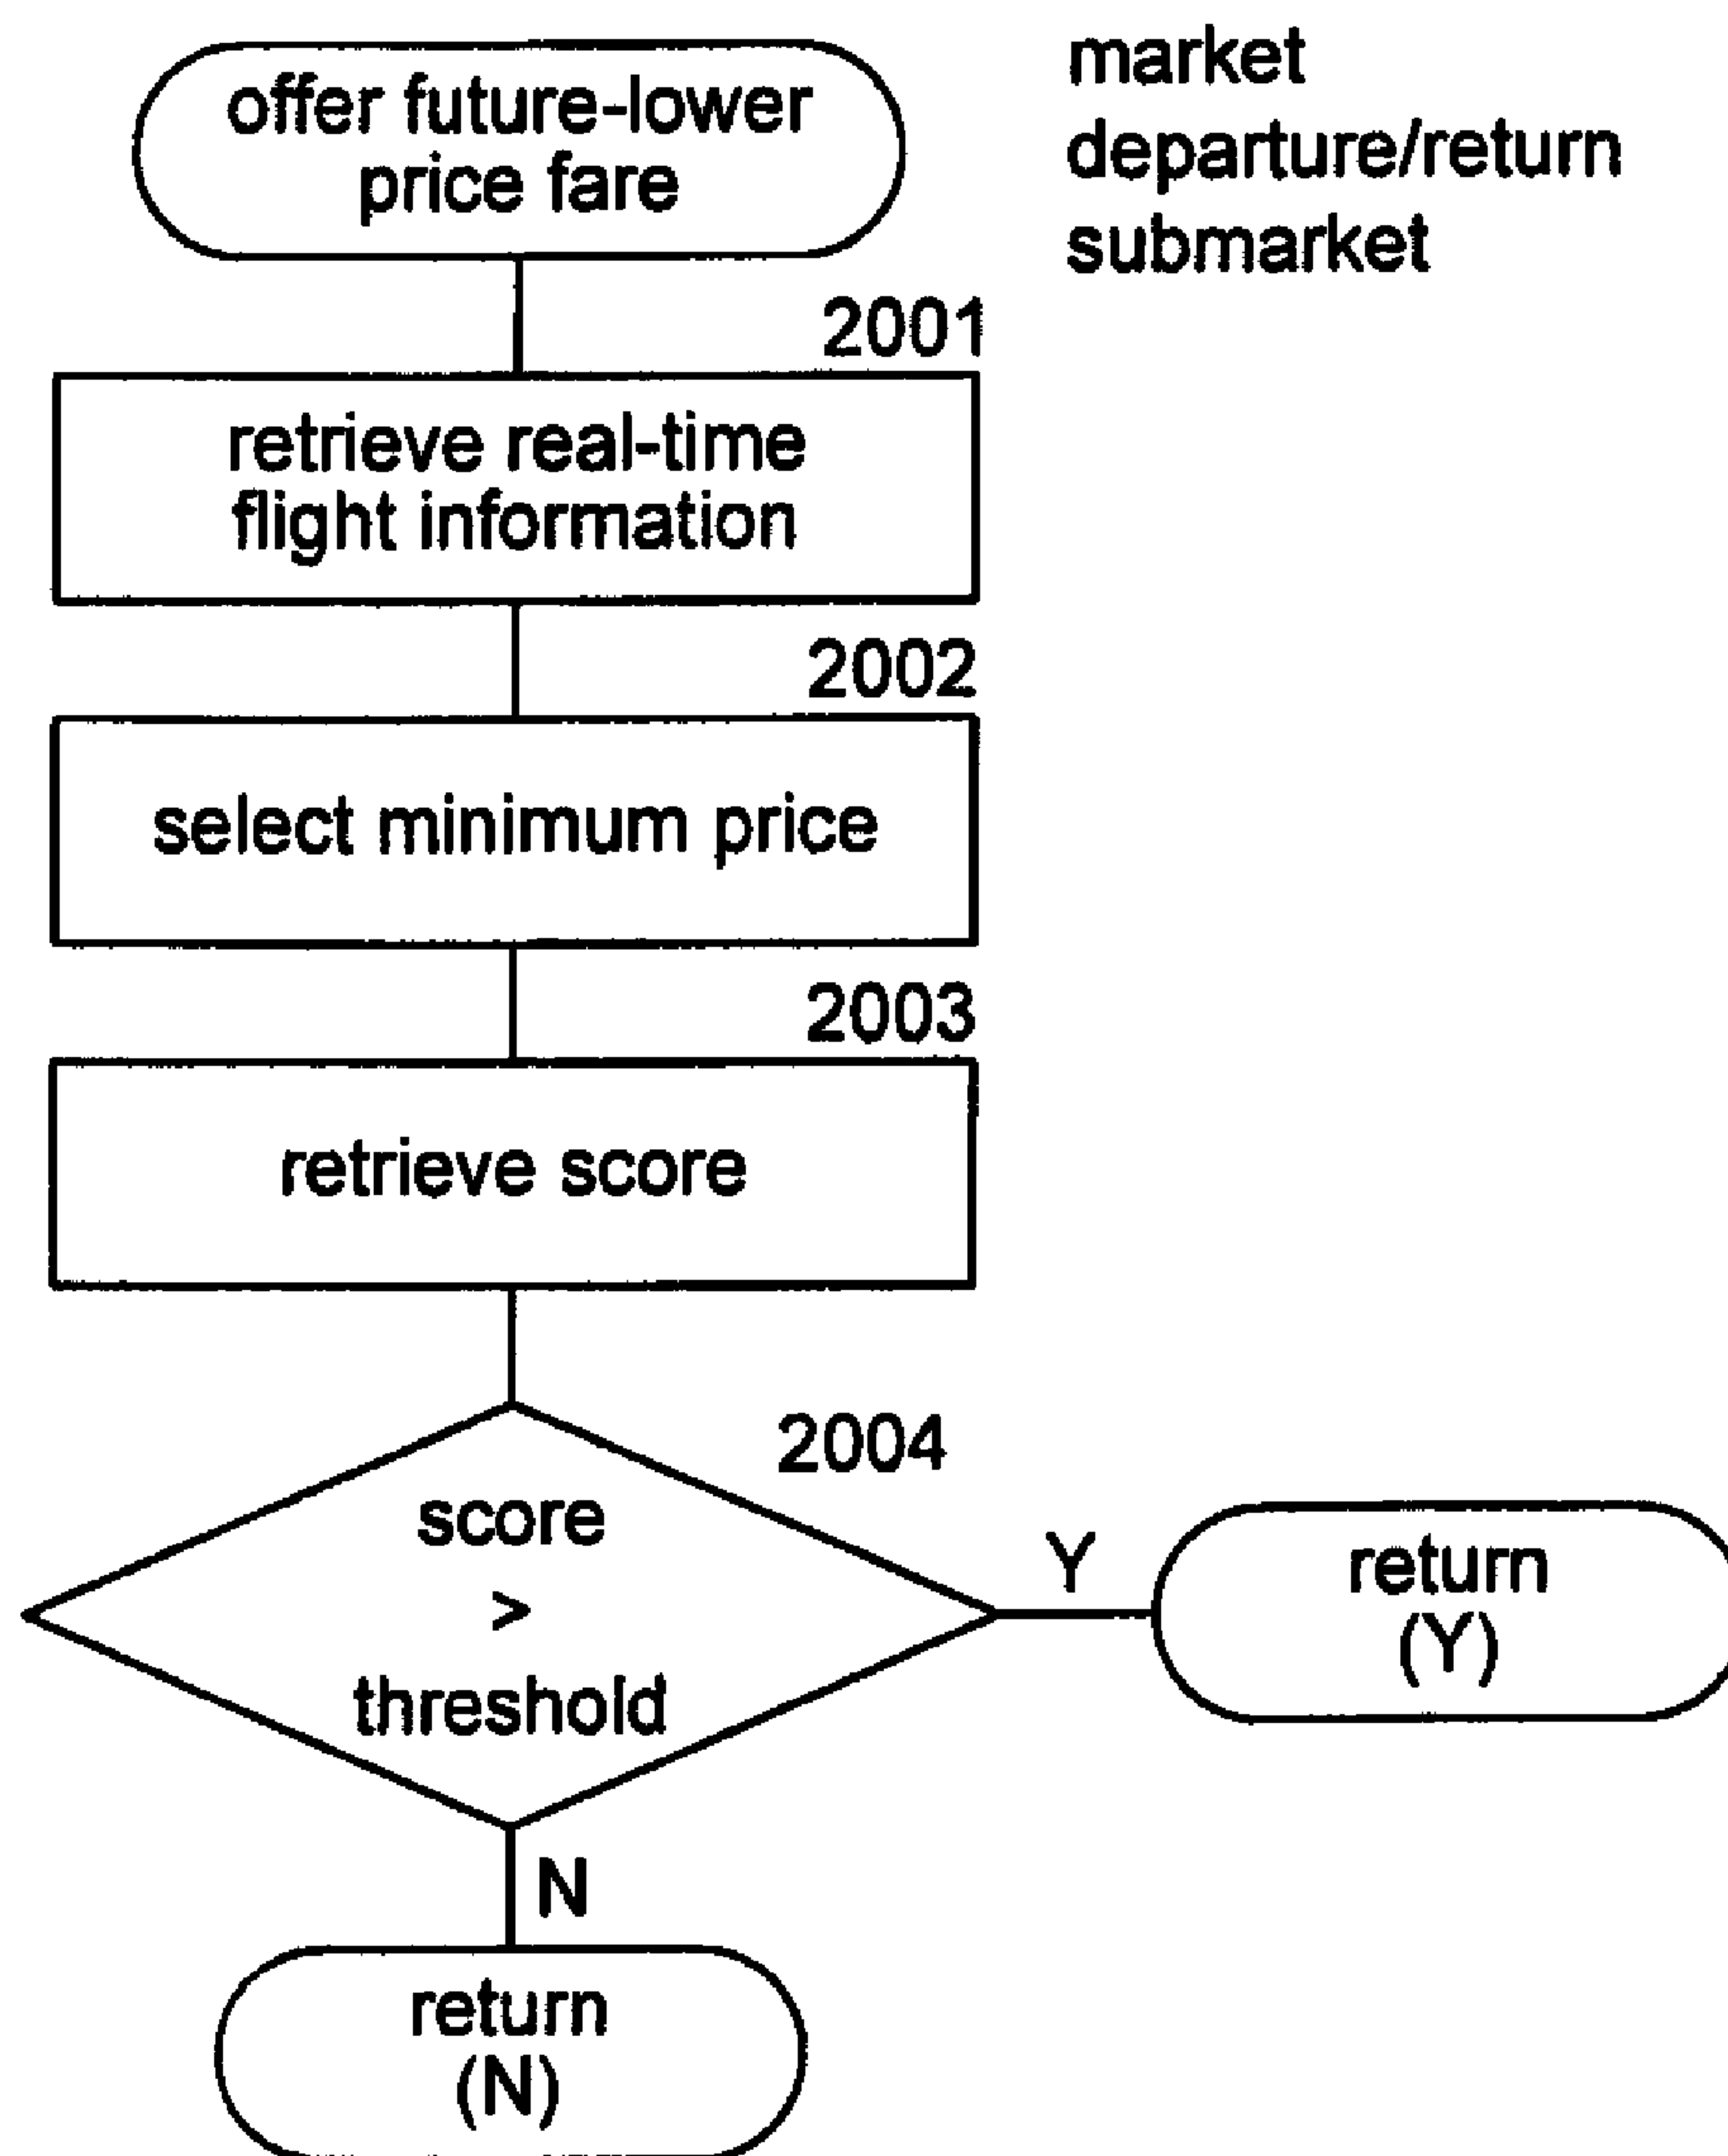 offer future-lower
price fare
market
departure/return
submarket
2001
retrieve real-time
flight information
2002
select minimum price
2003
retrieve score
2004
score
>
threshold
Y
return
(Y)
N
return
(N)